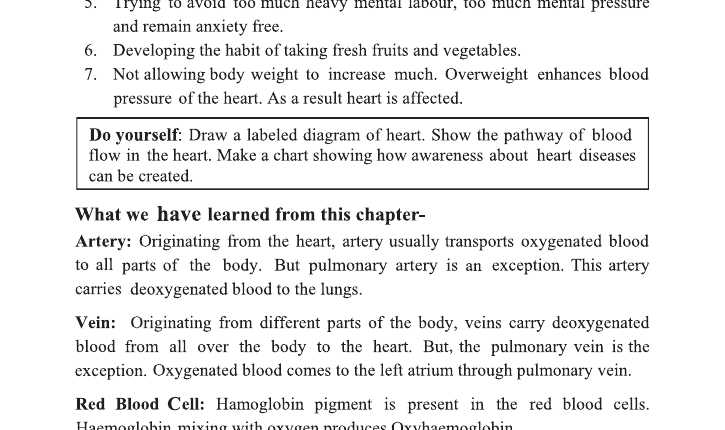 5. Trying to avoid too much heavy mental labour, too much mental pressure
and remain anxiety free.
6. Developing the habit of taking fresh fruits and vegetables.
7. Not allowing body weight to increase much. Overweight enhances blood
pressure of the heart. As a result heart is affected.
Do yourself: Draw a labeled diagram of heart. Show the pathway of blood
flow in the heart. Make a chart showing how awareness about heart diseases
can be created.
What we have learned from this chapter-
Artery: Originating from the heart, artery usually transports oxygenated blood
to all parts of the body. But pulmonary artery is an exception. This artery
carries deoxygenated blood to the lungs.
Vein: Originating from different parts of the body, veins carry deoxygenated
blood from all over the body to the heart. But, the pulmonary vein is the
exception. Oxygenated blood comes to the left atrium through pulmonary vein.
Red Blood Cell: Hamoglobin pigment is present in the red blood cells.
Haemoglobin mixing with oxygen produces Oxyhaemoglobin.